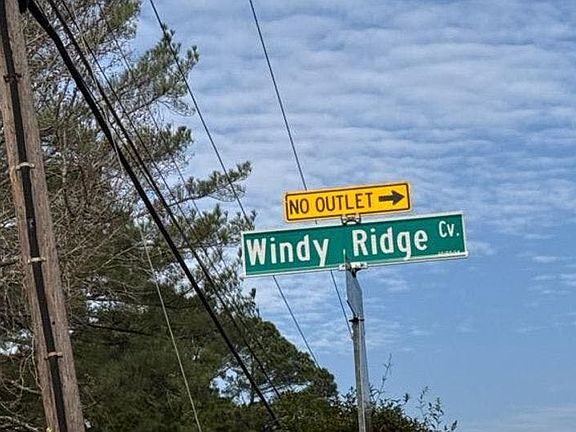 NO OUTLET
Windy Ridge Cv.